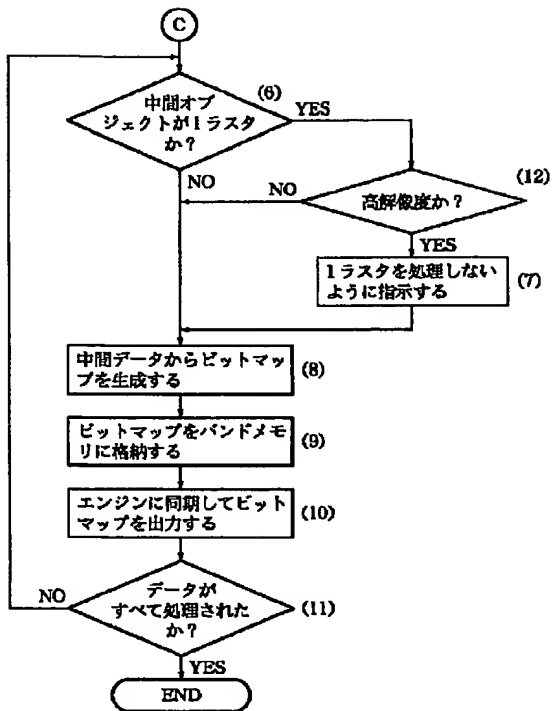 C
中間オブ
ジェクトが1ラスタ
か?
(6)
YES
NO
高解像度か?
(12)
NO
YES
1ラスタを処理しない
ように指示する
(7)
中間データからビットマッ
プを生成する
(8)
ビットマップをバンドメモ
リに格納する
(9)
エンジンに同期してビット
マップを出力する
(10)
データが
すべて処理された
か?
(11)
NO
YES
END